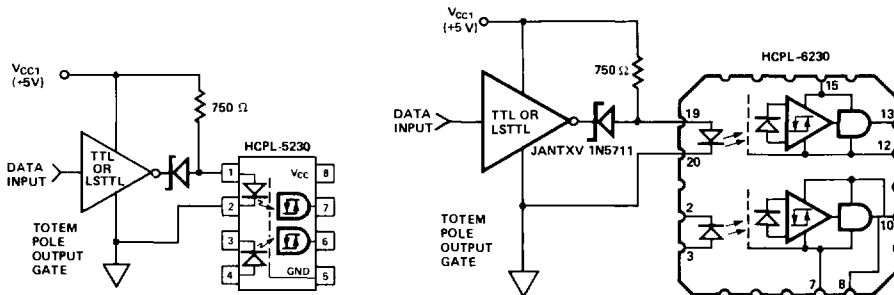 VCC1
(+5V)
750 Ω
HCPL-5230
DATA
INPUT
TTL
OR
LSTTL
1
VCC
8
2
7
3
6
4
GND
5
TOTEM
POLE
OUTPUT
GATE
VCC1
(+5 V)
750 Ω
HCPL-6230
15
DATA
INPUT
TTL OR
LSTTL
JANTXV 1N5711
19
13
20
12
TOTEM
POLE
OUTPUT
GATE
2
10
3
7
8